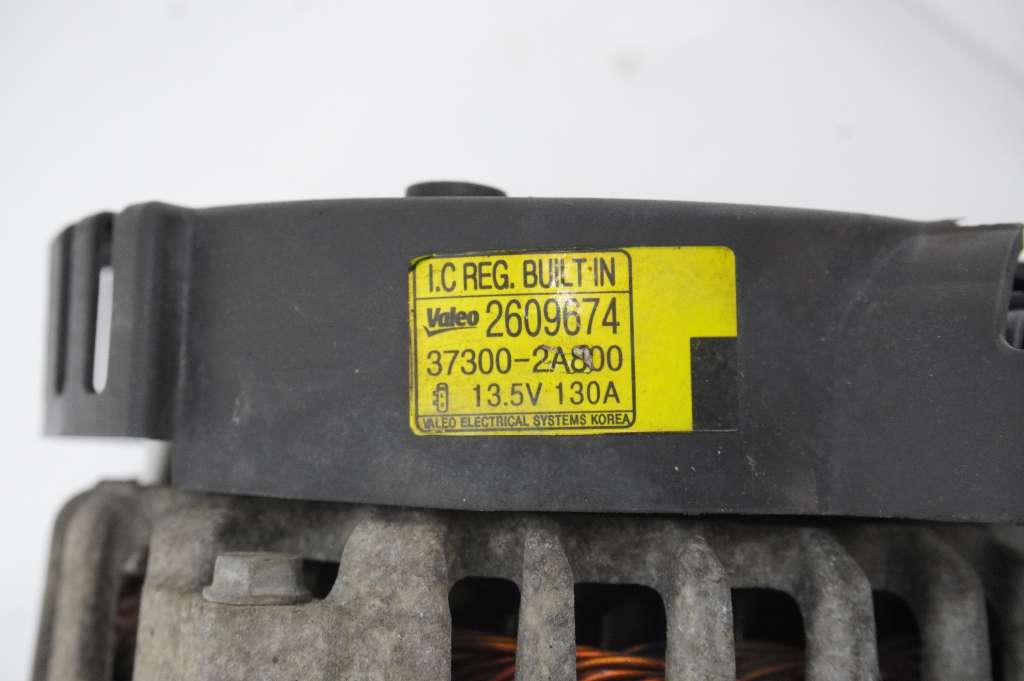 I.C REG. BUILT-IN
Valeo 2609674
37300-2A800
13.5V 130A
VALEO ELECTRICAL SYSTEMS KOREA